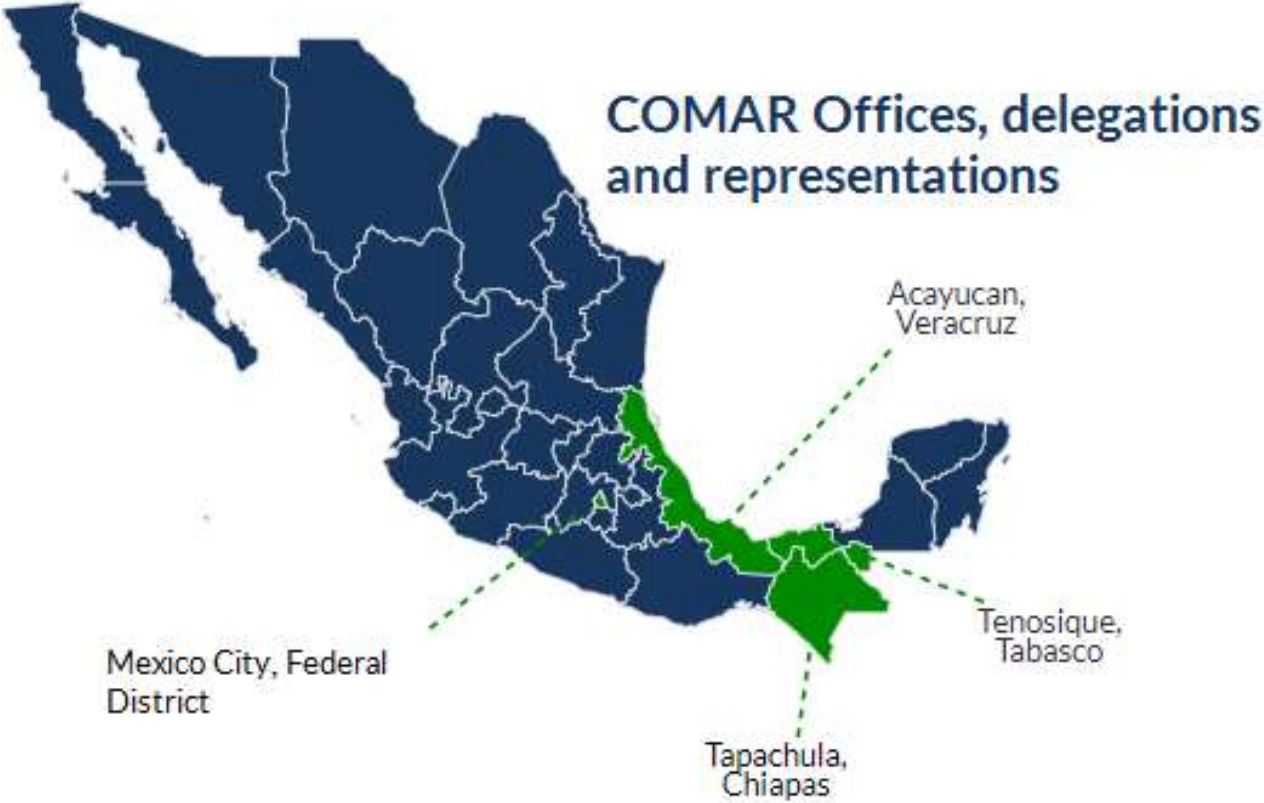 COMAR Offices, delegations
and representations
Acayucan,
Veracruz
Tenosique,
Tabasco
Mexico City, Federal
District
Tapachula,
Chiapas